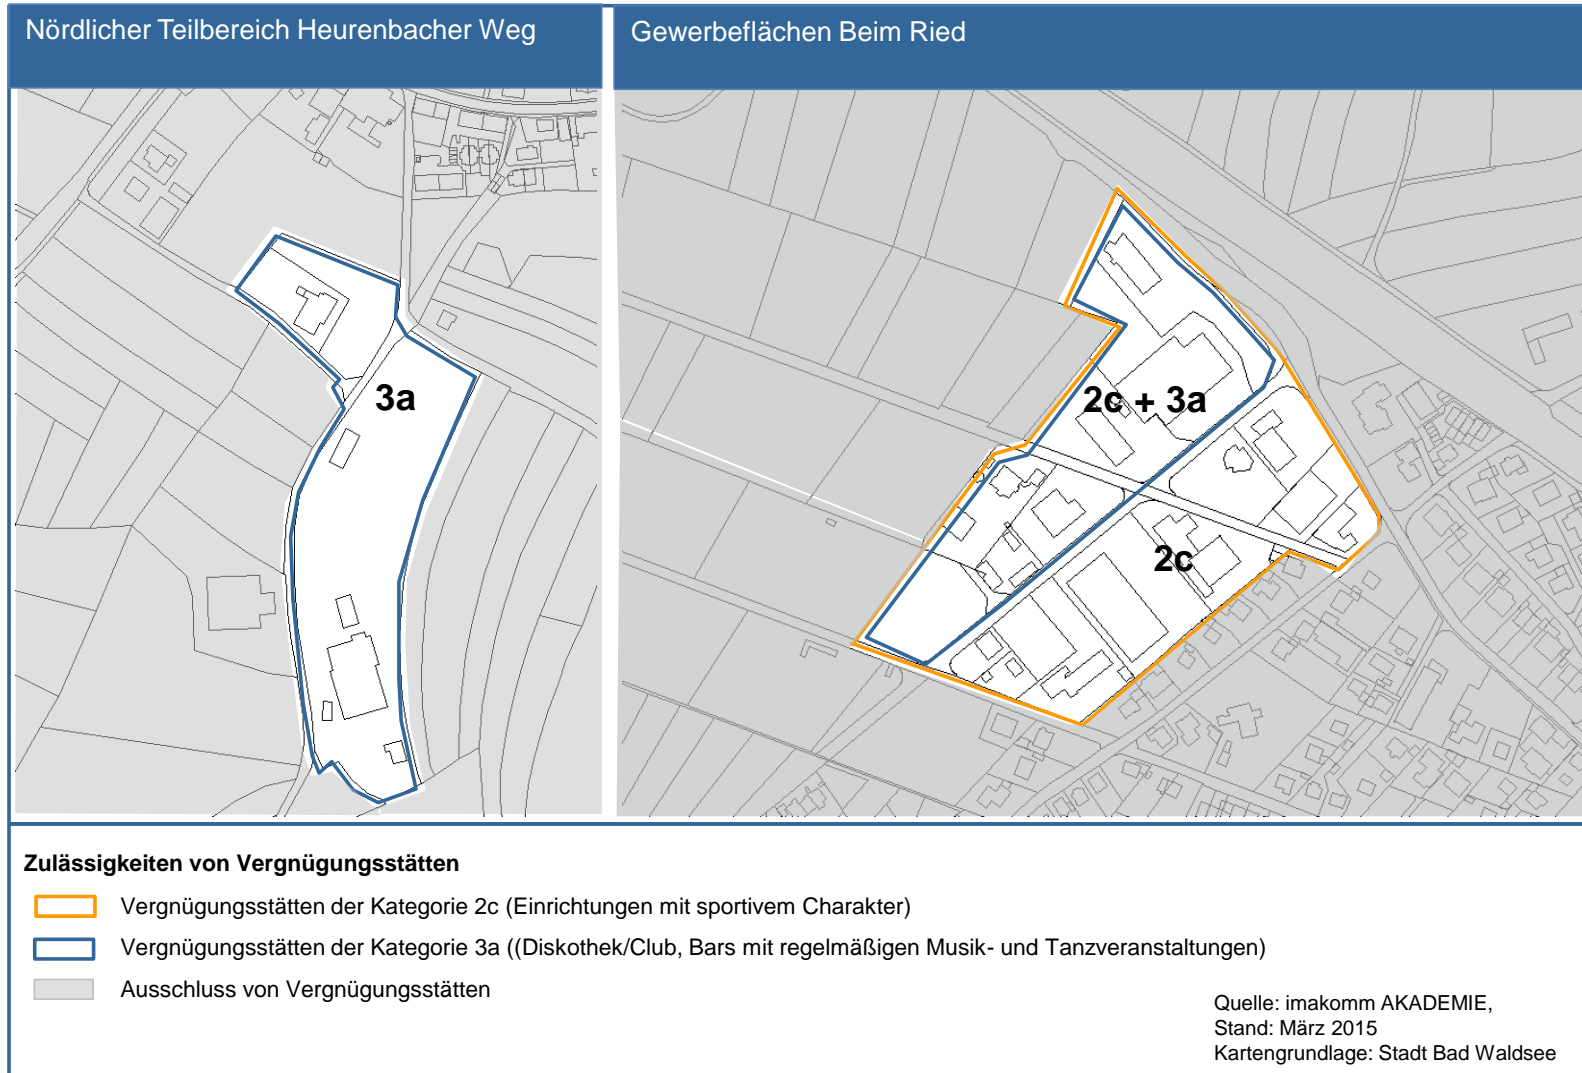 Nördlicher Teilbereich Heurenbacher Weg
Gewerbeflächen Beim Ried
3a
2c + 3a
2c
Zulässigkeiten von Vergnügungsstätten
Vergnügungsstätten der Kategorie 2c (Einrichtungen mit sportivem Charakter)
Vergnügungsstätten der Kategorie 3a ((Diskothek/Club, Bars mit regelmäßigen Musik- und Tanzveranstaltungen)
Ausschluss von Vergnügungsstätten
Quelle: imakomm AKADEMIE,
Stand: März 2015
Kartengrundlage: Stadt Bad Waldsee